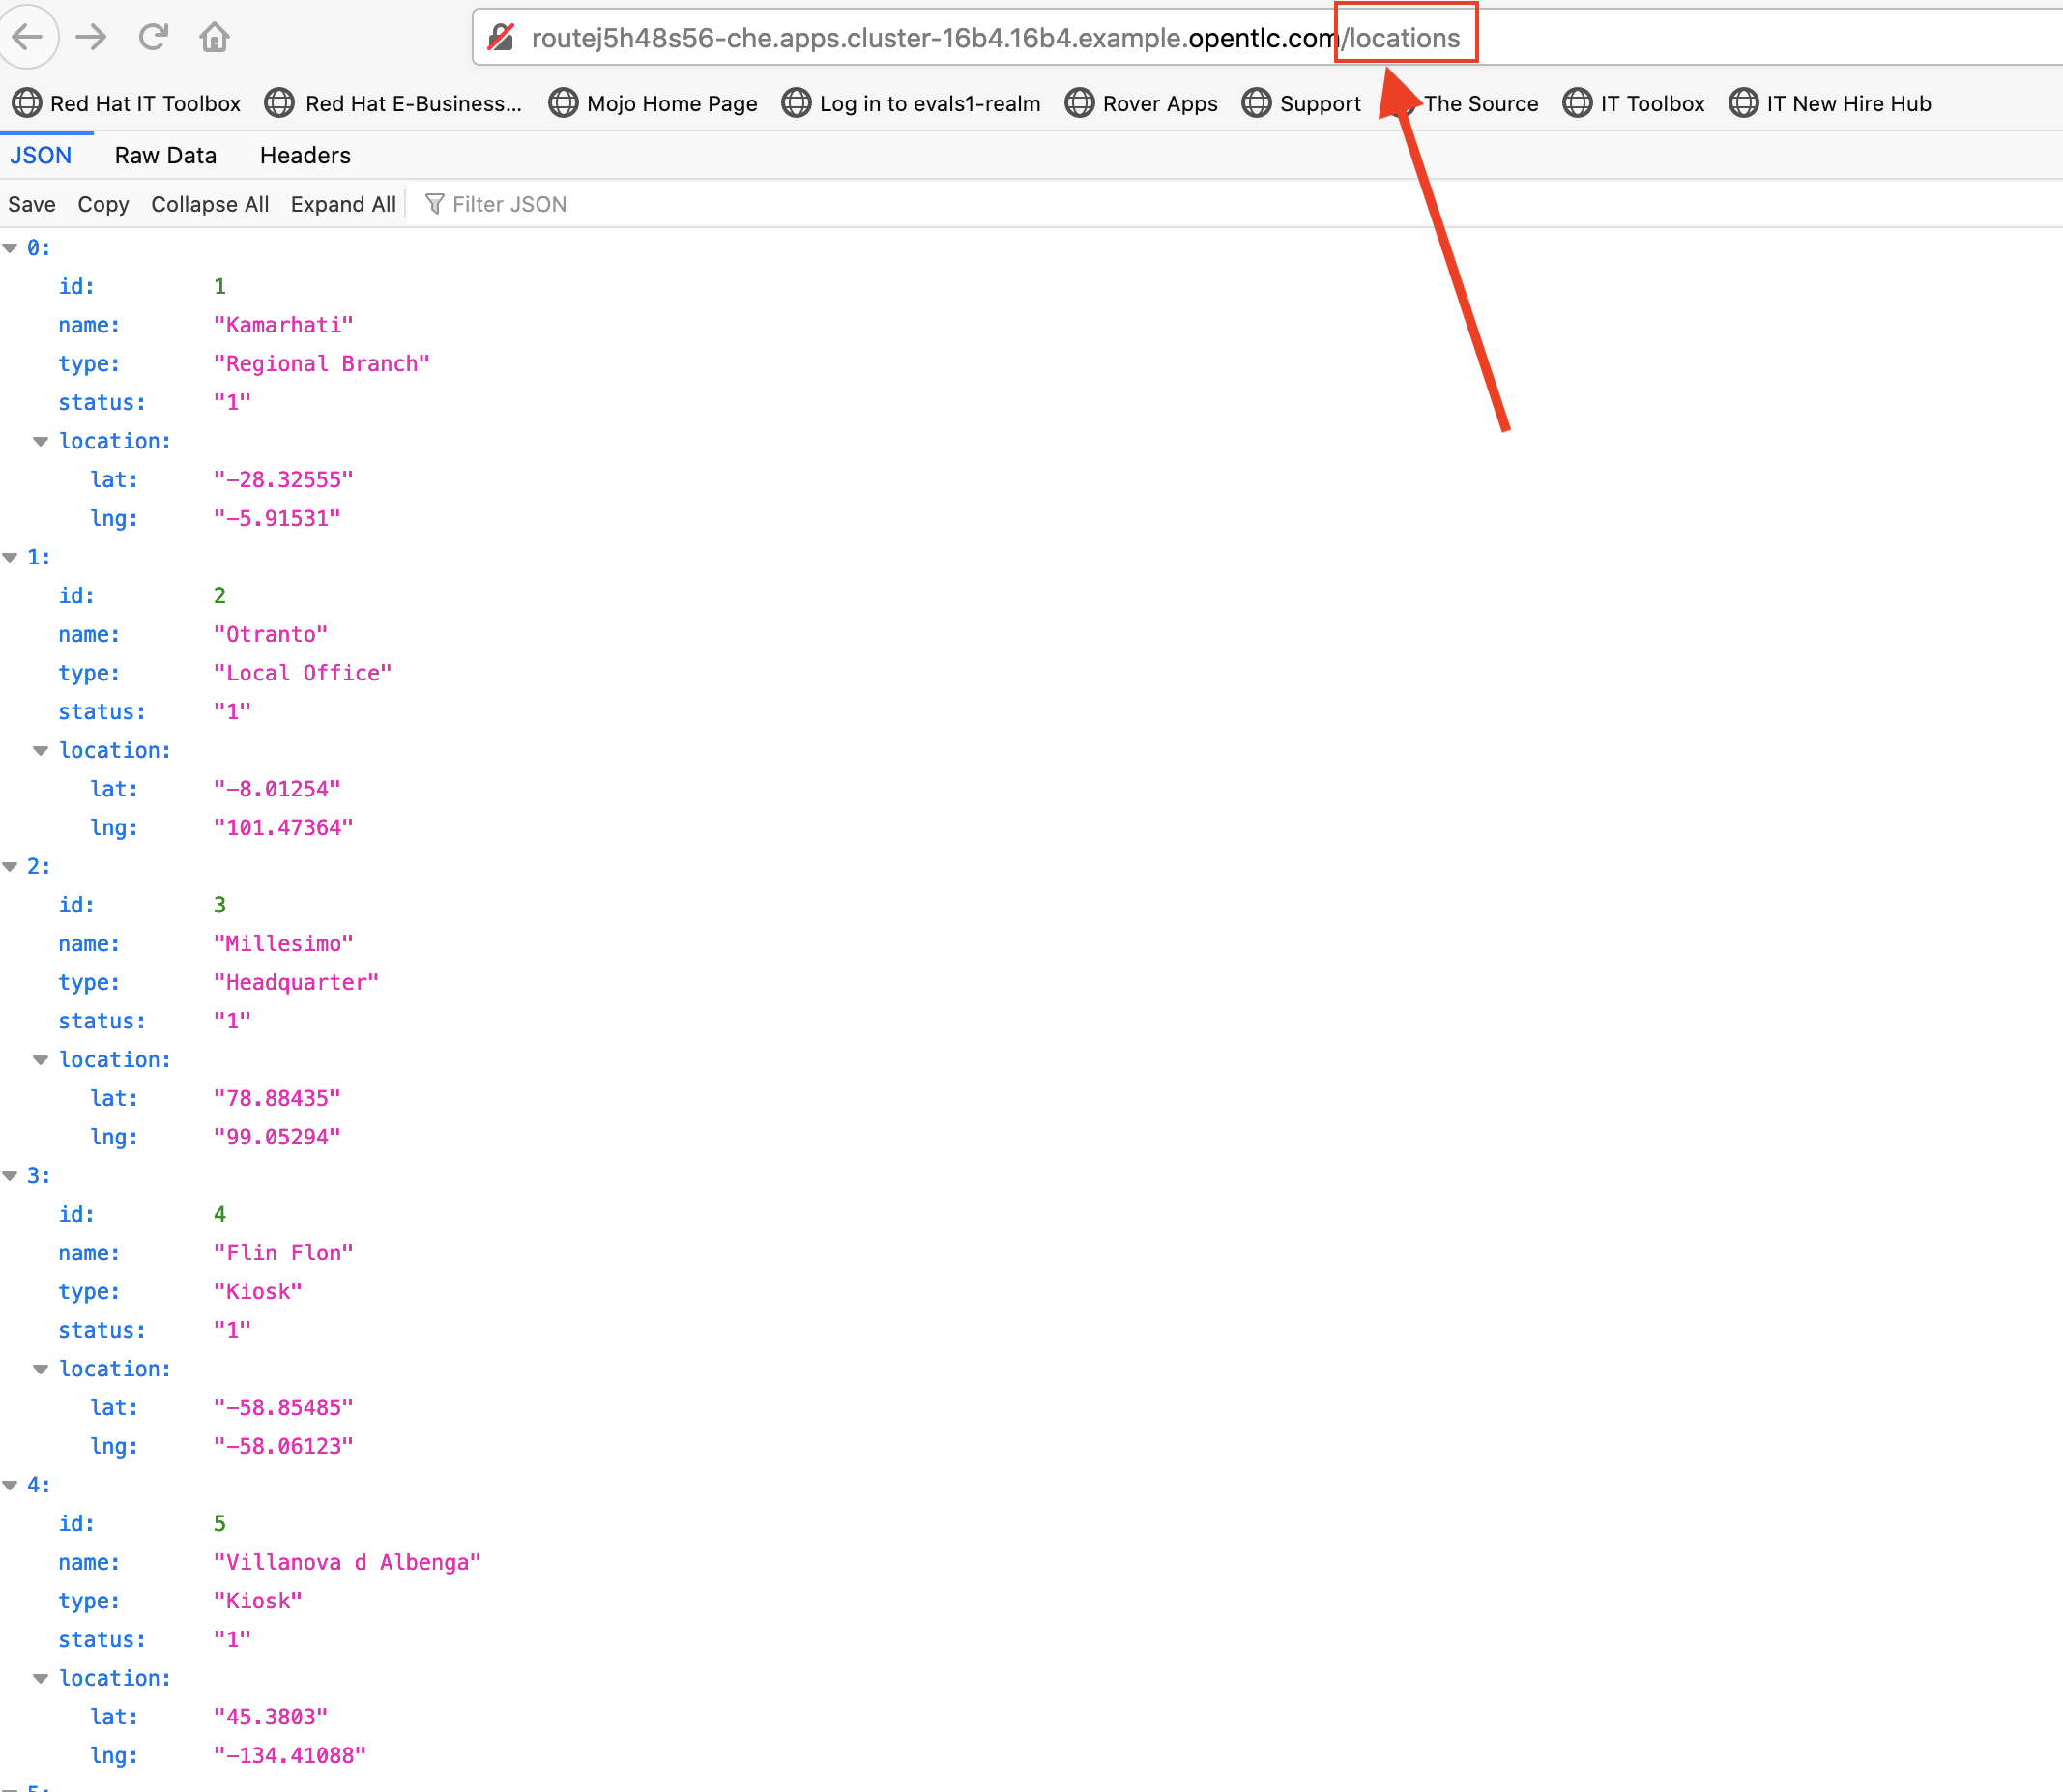 routej5h48s56-che.apps.cluster-16b4.16b4.example.opentlc.com/locations
Red Hat IT Toolbox Red Hat E-Business... Mojo Home Page Log in to evals1-realm Rover Apps Support The Source IT Toolbox IT New Hire Hub
JSON Raw Data Headers
Save Copy Collapse All Expand All Filter JSON
0:
id: 1
name: "Kamarhati"
type: "Regional Branch"
status: "1"
location:
lat: "-28.32555"
lng: "-5.91531"
1:
id: 2
name: "Otranto"
type: "Local Office"
status: "1"
location:
lat: "-8.01254"
lng: "101.47364"
2:
id: 3
name: "Millesimo"
type: "Headquarter"
status: "1"
location:
lat: "78.88435"
lng: "99.05294"
3:
id: 4
name: "Flin Flon"
type: "Kiosk"
status: "1"
location:
lat: "-58.85485"
lng: "-58.06123"
4:
id: 5
name: "Villanova d Albenga"
type: "Kiosk"
status: "1"
location:
lat: "45.3803"
lng: "-134.41088"
5: